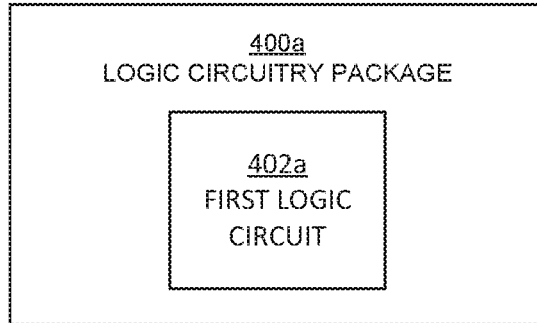 400a
LOGIC CIRCUITRY PACKAGE
402a
FIRST LOGIC
CIRCUIT